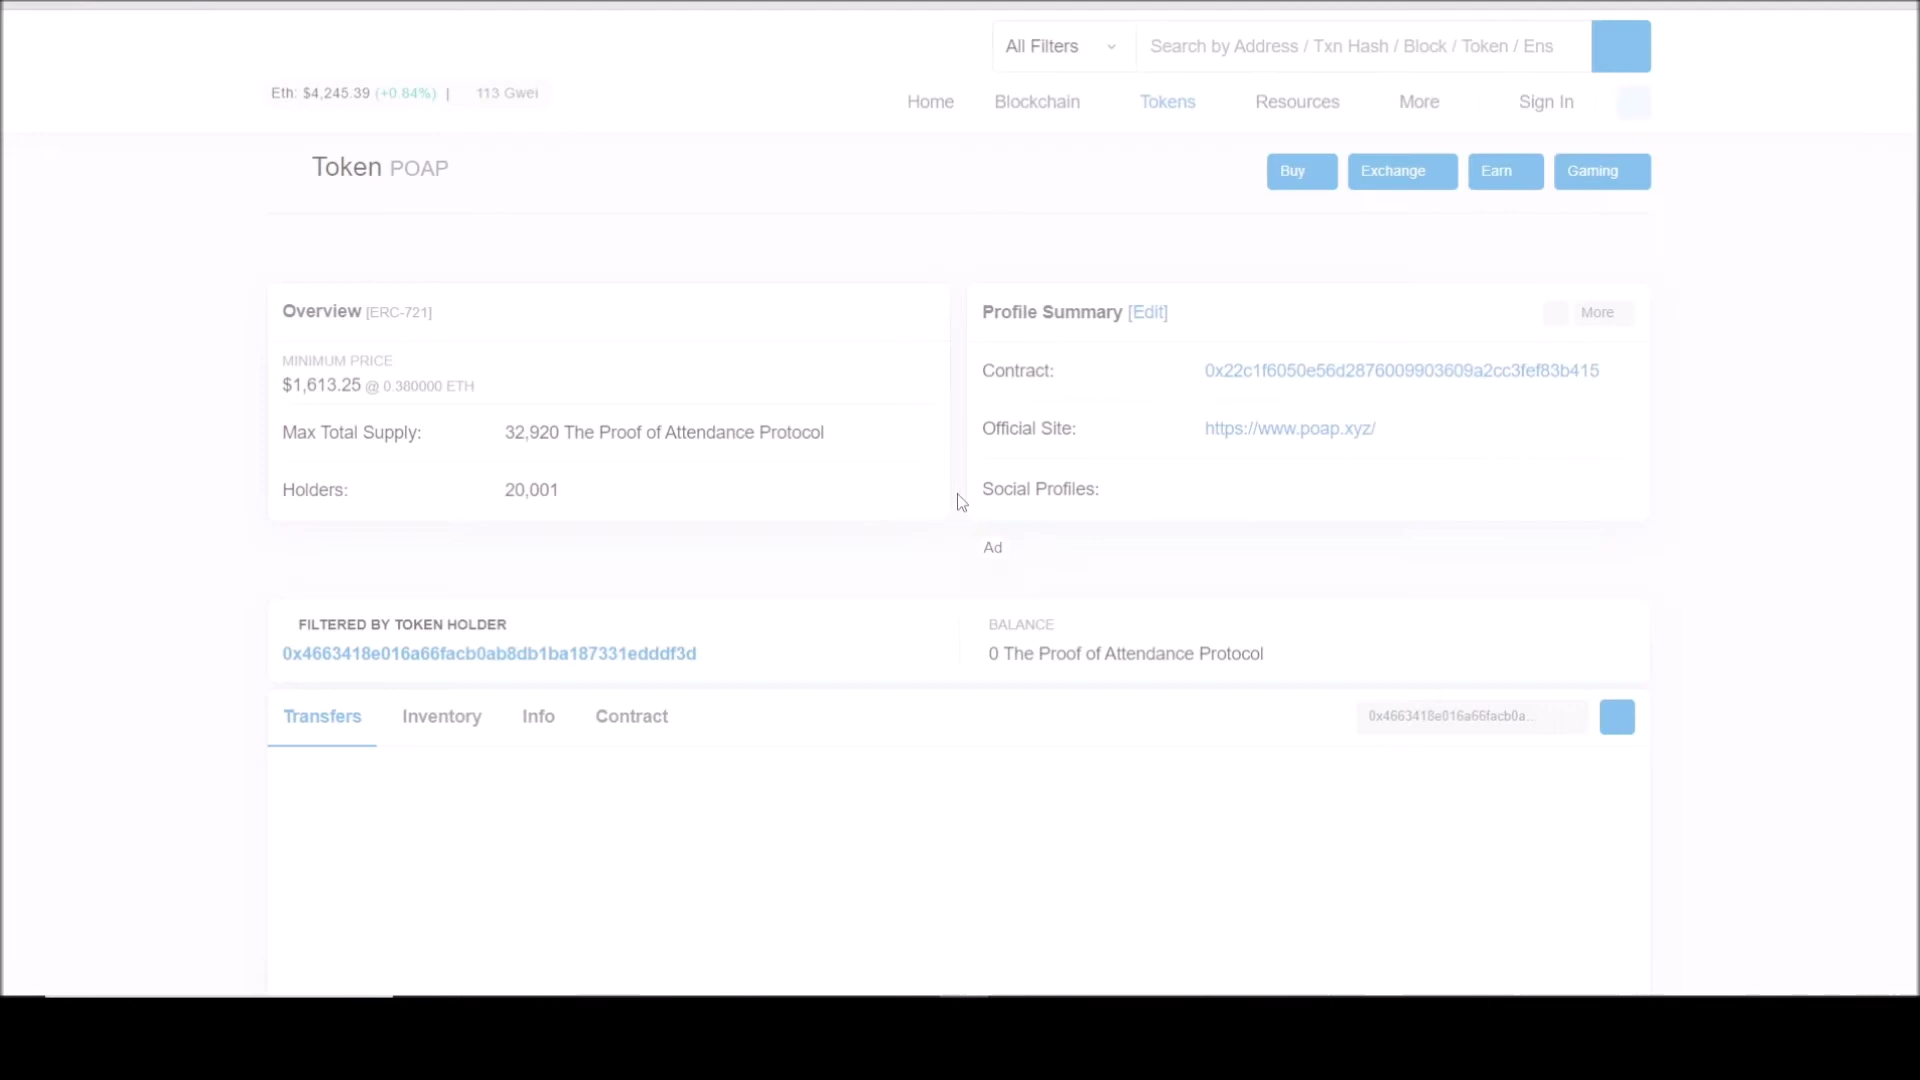 All Filters Search by Address / Txn Hash / Block / Token / Ens
Eth: $4,245.39 (+0.84%) | 113 Gwei
Home Blockchain Tokens Resources More Sign In
Token POAP
Buy Exchange Earn Gaming
Overview [ERC-721]
MINIMUM PRICE
$1,613.25 @ 0.380000 ETH
Max Total Supply: 32,920 The Proof of Attendance Protocol
Holders: 20,001
Profile Summary [Edit] More
Contract: 0x22c1f6050e56d2876009903609a2cc3fef83b415
Official Site: https://www.poap.xyz/
Social Profiles:
Ad
FILTERED BY TOKEN HOLDER
0x4663418e016a66facb0ab8db1ba187331edddf3d
BALANCE
0 The Proof of Attendance Protocol
Transfers Inventory Info Contract 0x4663418e016a66facb0a...